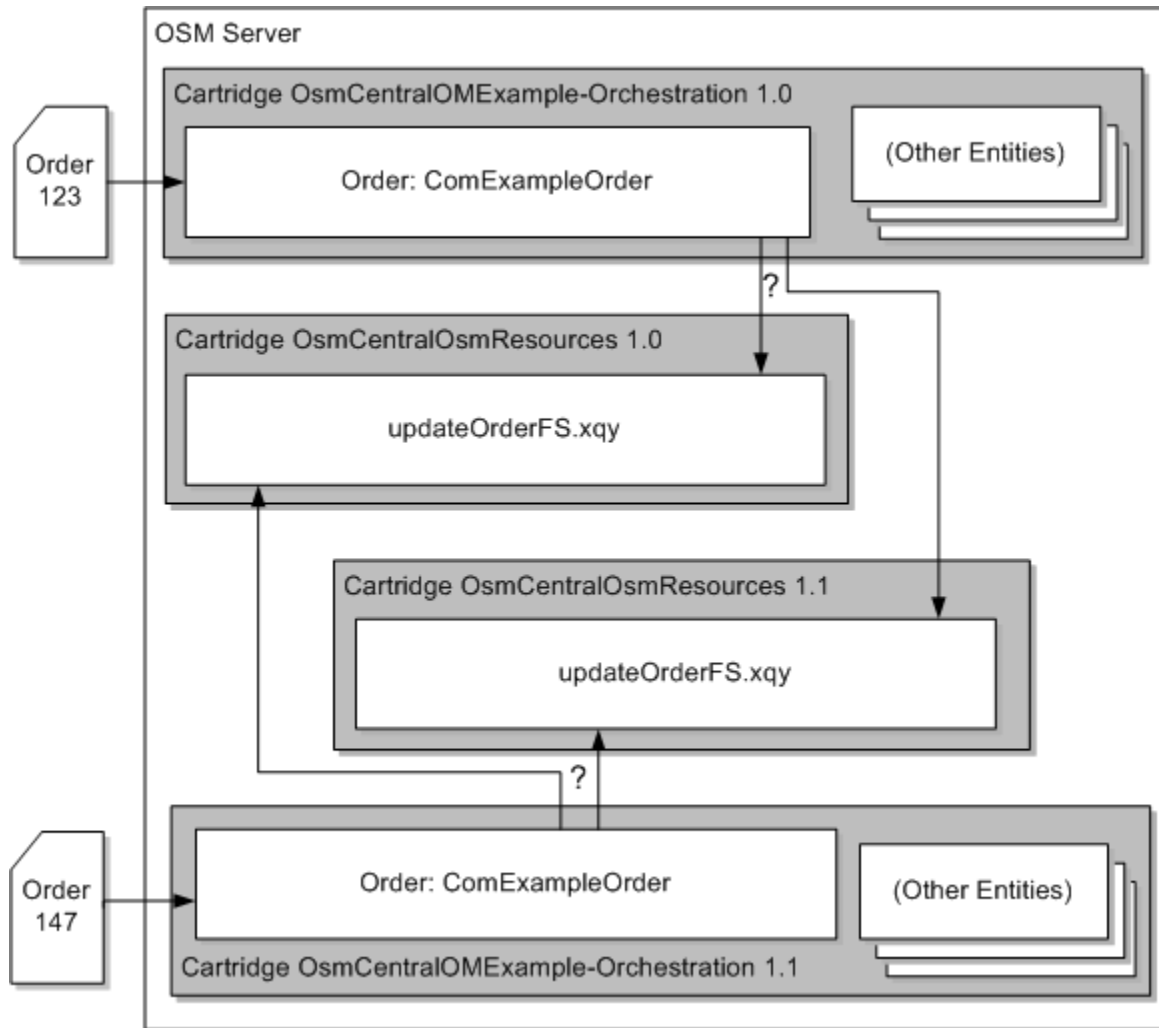 OSM Server
Cartridge OsmCentralOMExample-Orchestration 1.0
Order
123
Order: ComExampleOrder
(Other Entities)
?
Cartridge OsmCentralOsmResources 1.0
updateOrderFS.xqy
Cartridge OsmCentralOsmResources 1.1
updateOrderFS.xqy
?
Order
147
Order: ComExampleOrder
(Other Entities)
Cartridge OsmCentralOMExample-Orchestration 1.1